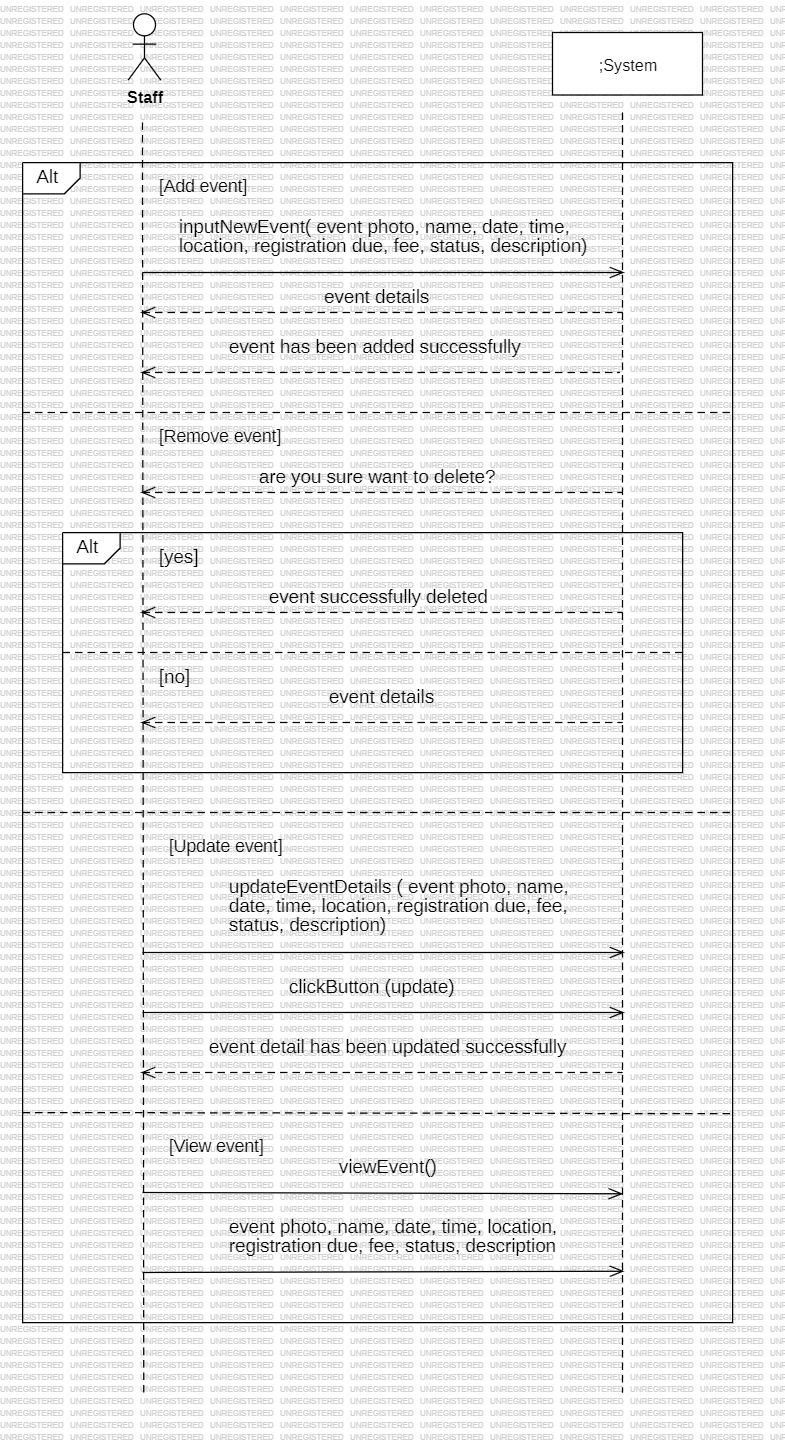 Staff
;System
Alt
[Add event]
inputNewEvent( event photo, name, date, time,
location, registration due, fee, status, description)
event details
event has been added successfully
[Remove event]
are you sure want to delete?
Alt
[yes]
event successfully deleted
[no]
event details
[Update event]
updateEventDetails ( event photo, name,
date, time, location, registration due, fee,
status, description)
clickButton (update)
event detail has been updated successfully
[View event]
viewEvent()
event photo, name, date, time, location,
registration due, fee, status, description
UNREGISTERED